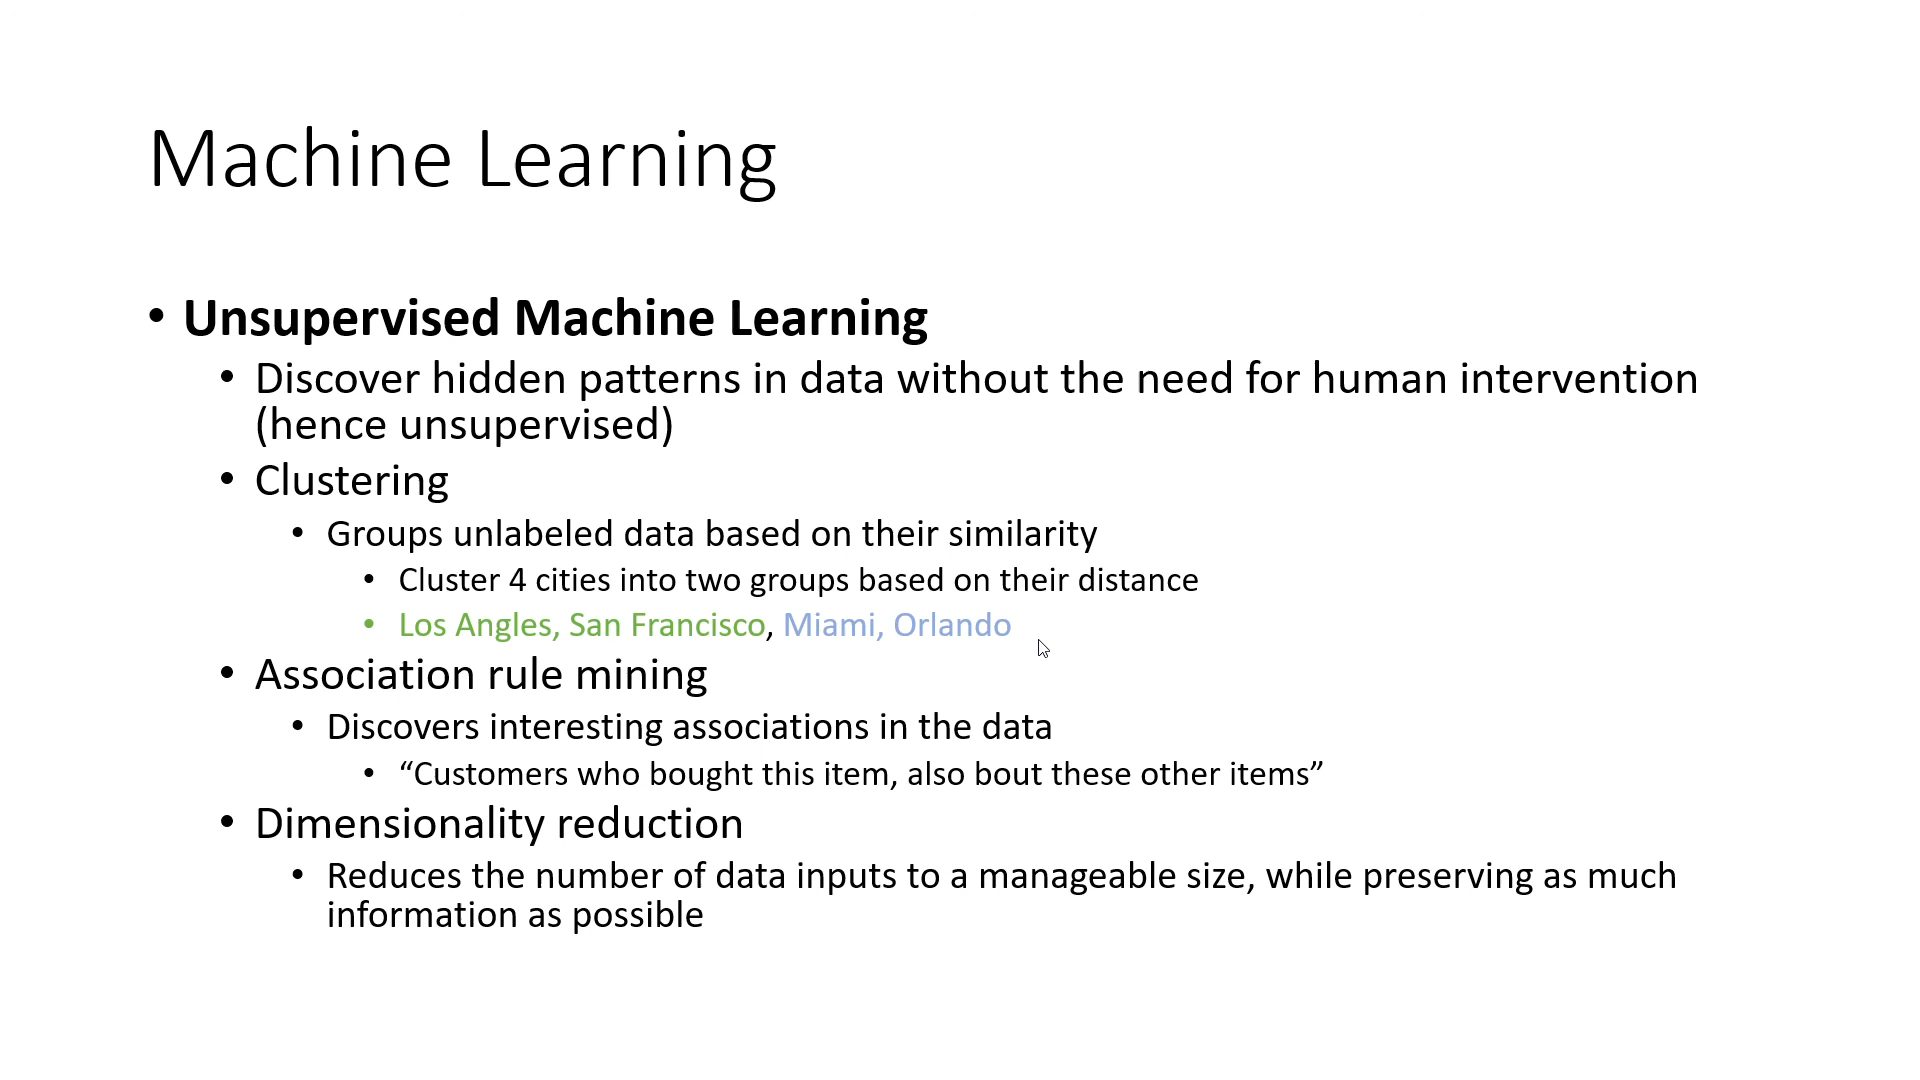 Machine Learning
• Unsupervised Machine Learning
• Discover hidden patterns in data without the need for human intervention
(hence unsupervised)
• Clustering
• Groups unlabeled data based on their similarity
• Cluster 4 cities into two groups based on their distance
• Los Angles, San Francisco, Miami, Orlando
• Association rule mining
• Discovers interesting associations in the data
• “Customers who bought this item, also bout these other items”
• Dimensionality reduction
• Reduces the number of data inputs to a manageable size, while preserving as much
information as possible